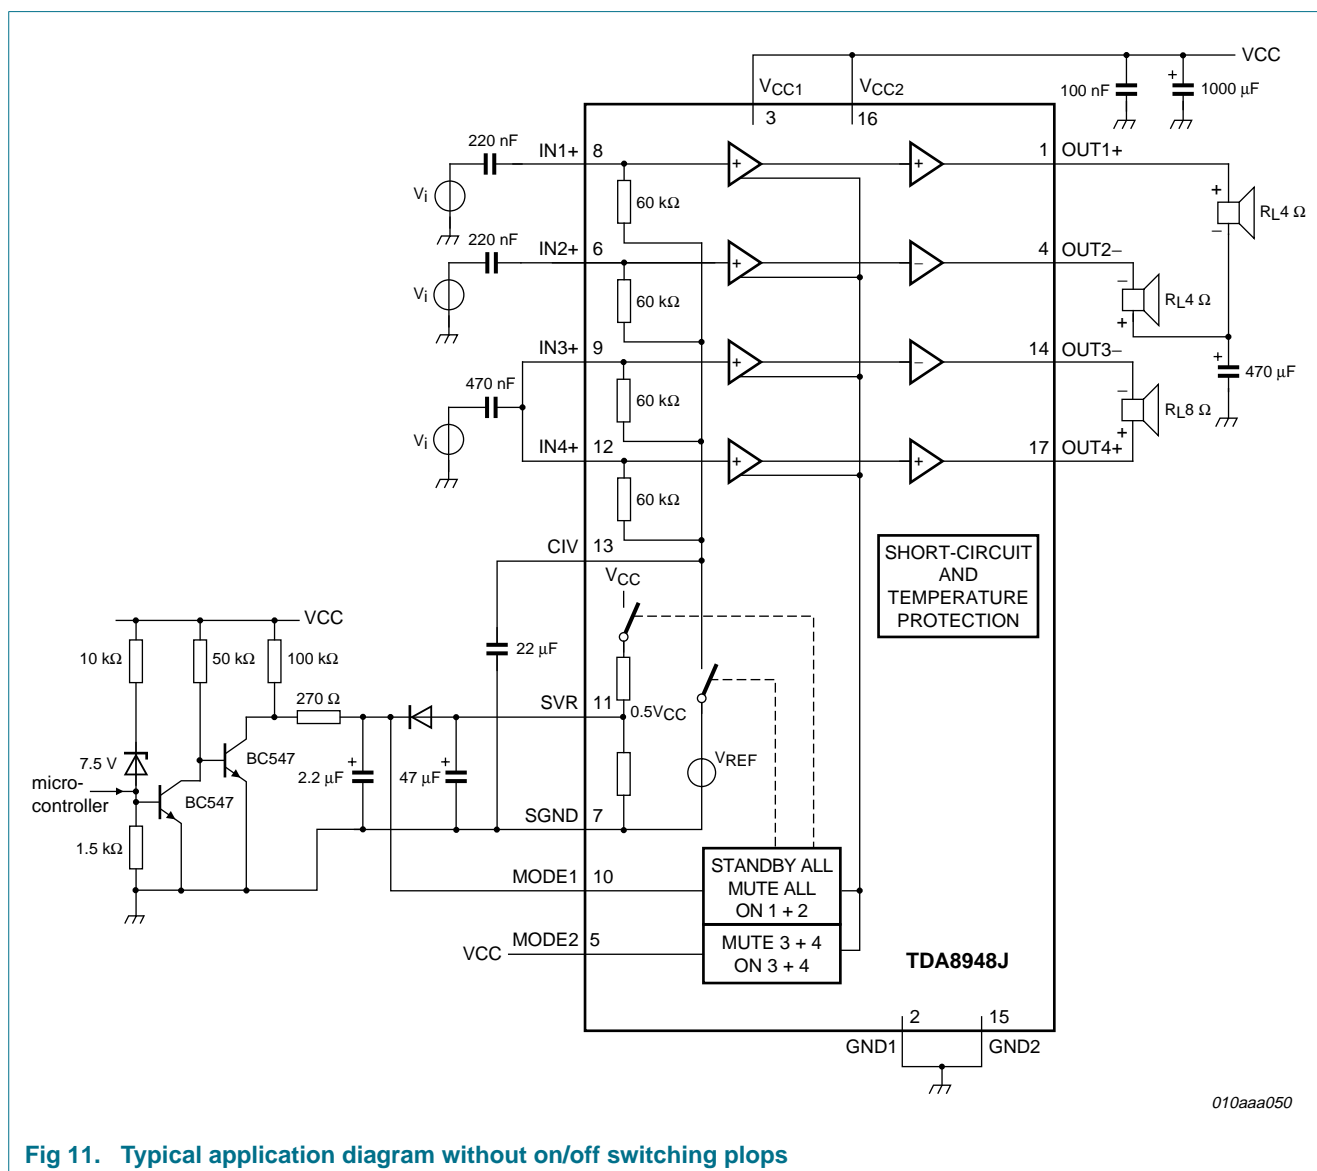 VCC
VCC1
VCC2
100 nF
+
1000 μF
3
16
220 nF
IN1+
8
+
+
1
OUT1+
Vi
60 kΩ
+
−
RL4 Ω
220 nF
IN2+
6
+
−
4
OUT2−
Vi
60 kΩ
−
+
RL4 Ω
IN3+
9
+
−
14
OUT3−
+
470 μF
470 nF
60 kΩ
−
+
RL8 Ω
Vi
IN4+
12
+
+
17
OUT4+
60 kΩ
CIV
13
SHORT-CIRCUIT
AND
TEMPERATURE
PROTECTION
VCC
VCC
10 kΩ
50 kΩ
100 kΩ
22 μF
270 Ω
SVR
11
0.5VCC
7.5 V
BC547
+
2.2 μF
+
47 μF
VREF
micro-
controller
BC547
SGND
7
1.5 kΩ
STANDBY ALL
MUTE ALL
ON 1 + 2
MODE1
10
MODE2
5
VCC
MUTE 3 + 4
ON 3 + 4
TDA8948J
2
15
GND1
GND2
010aaa050
Fig 11. Typical application diagram without on/off switching plops